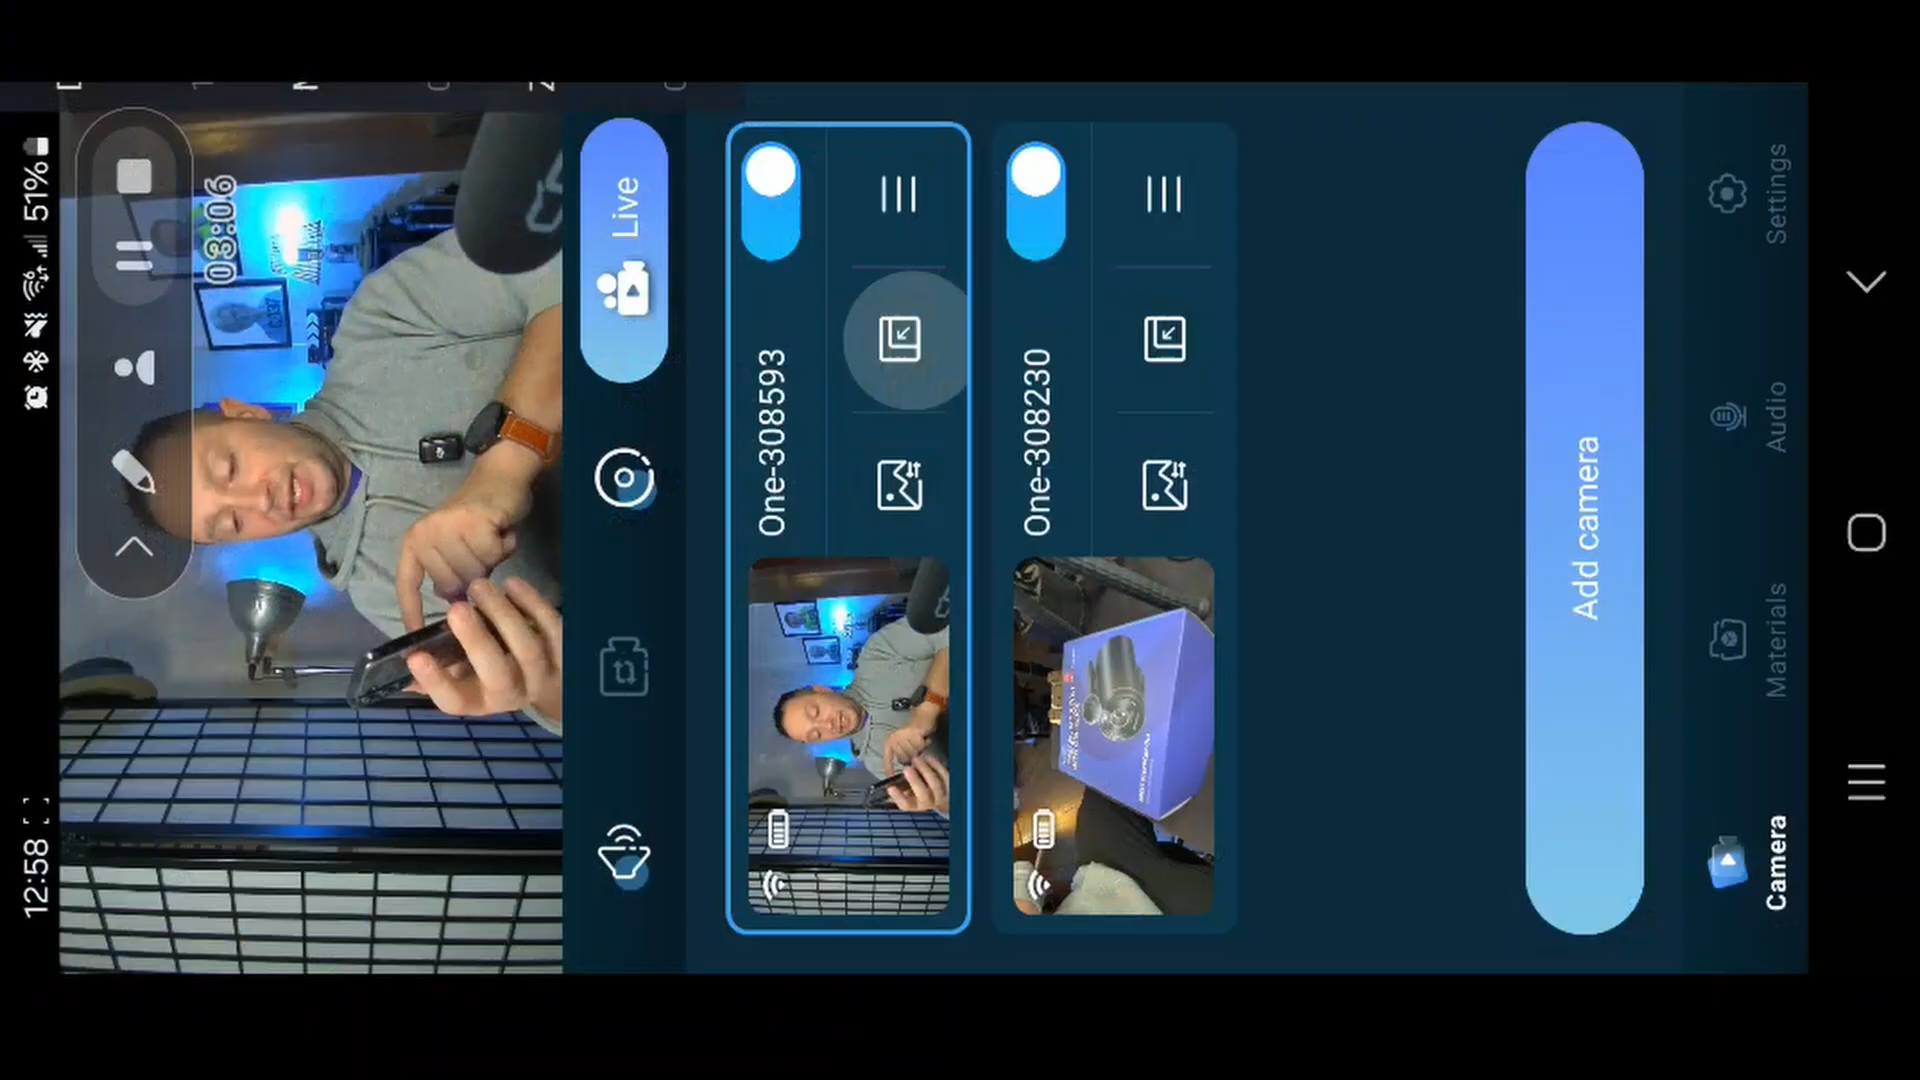 12:58
51%
03:06
Live
One-308593
One-308230
Add camera
Camera
Materials
Audio
Settings